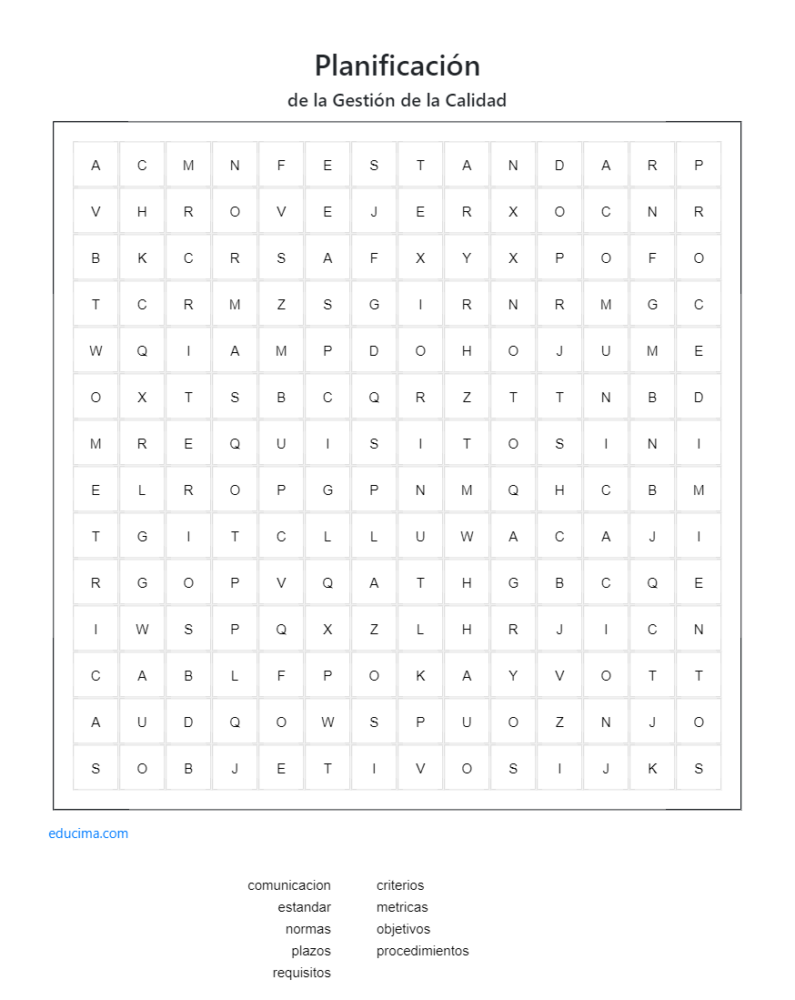 Planificación
de la Gestión de la Calidad
A C M N F E S T A N D A R P
V H R O V E J E R X O C N R
B K C R S A F X Y X P O F O
T C R M Z S G I R N R M G C
W Q I A M P D O H O J U M E
O X T S B C Q R Z T T N B D
M R E Q U I S I T O S I N I
E L R O P G P N M Q H C B M
T G I T C L L U W A C A J I
R G O P V Q A T H G B C Q E
I W S P Q X Z L H R J I C N
C A B L F P O K A Y V O T T
A U D Q O W S P U O Z N J O
S O B J E T I V O S I J K S
educima.com
comunicacion criterios
estandar metricas
normas objetivos
plazos procedimientos
requisitos